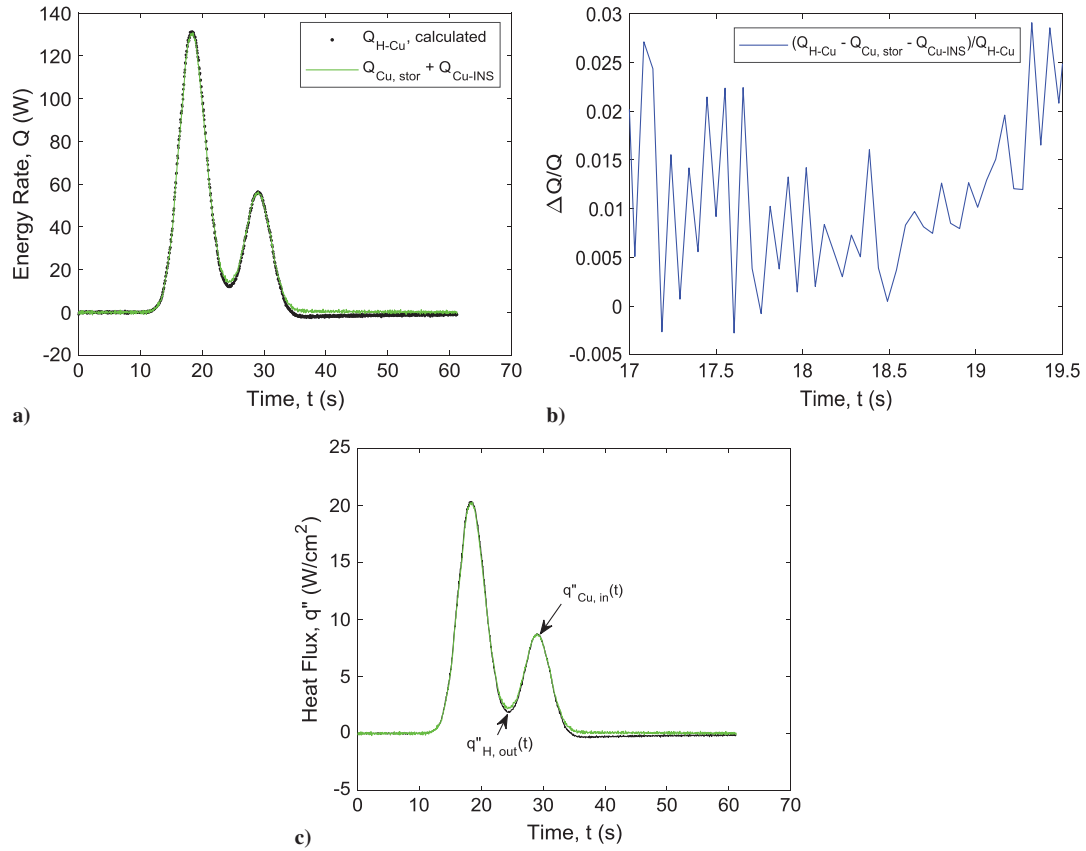 140
120
100
80
60
40
20
0
-20
Energy Rate, Q (W)
Q_H-Cu, calculated
Q_Cu, stor + Q_Cu-INS
0 10 20 30 40 50 60 70
Time, t (s)
a)
0.03
0.025
0.02
0.015
0.01
0.005
0
-0.005
ΔQ/Q
(Q_H-Cu - Q_Cu, stor - Q_Cu-INS)/Q_H-Cu
17 17.5 18 18.5 19 19.5
Time, t (s)
b)
25
20
15
10
5
0
-5
Heat Flux, q" (W/cm²)
q"_Cu, in(t)
q"_H, out(t)
0 10 20 30 40 50 60 70
Time, t (s)
c)